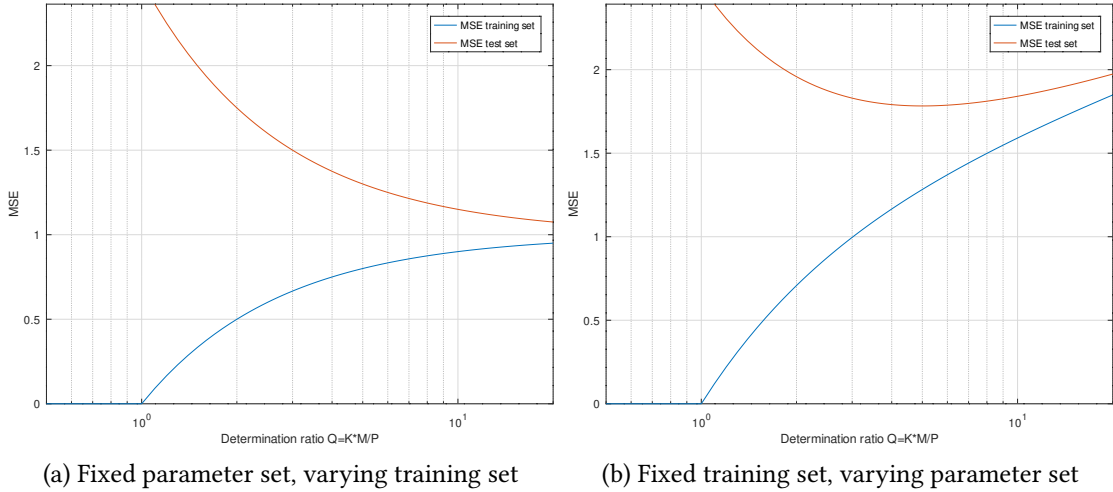 MSE training set
MSE test set
2
1.5
1
0.5
0
MSE
10^0
10^1
Determination ratio Q=K*M/P
(a) Fixed parameter set, varying training set
MSE training set
MSE test set
2
1.5
1
0.5
0
MSE
10^0
10^1
Determination ratio Q=K*M/P
(b) Fixed training set, varying parameter set